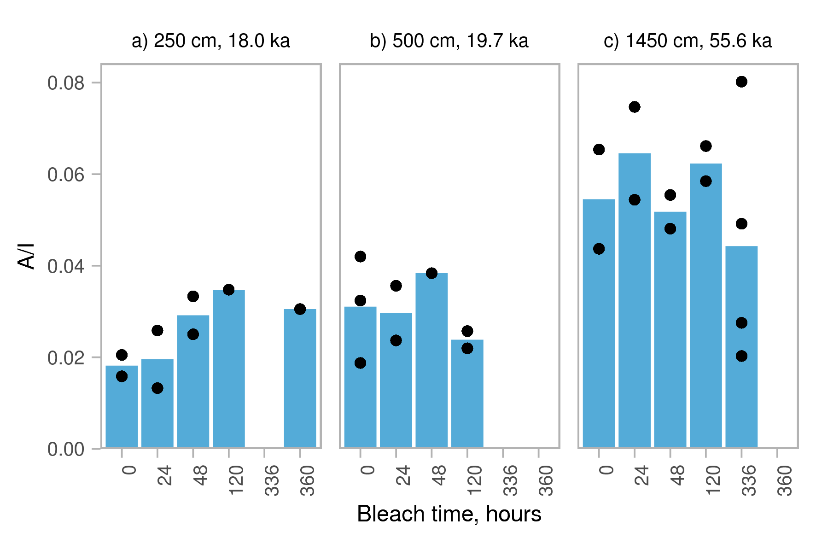 a) 250 cm, 18.0 ka
b) 500 cm, 19.7 ka
c) 1450 cm, 55.6 ka
A/I
0.08
0.06
0.04
0.02
0.00
0 24 48 120 336 360
0 24 48 120 336 360
0 24 48 120 336 360
Bleach time, hours